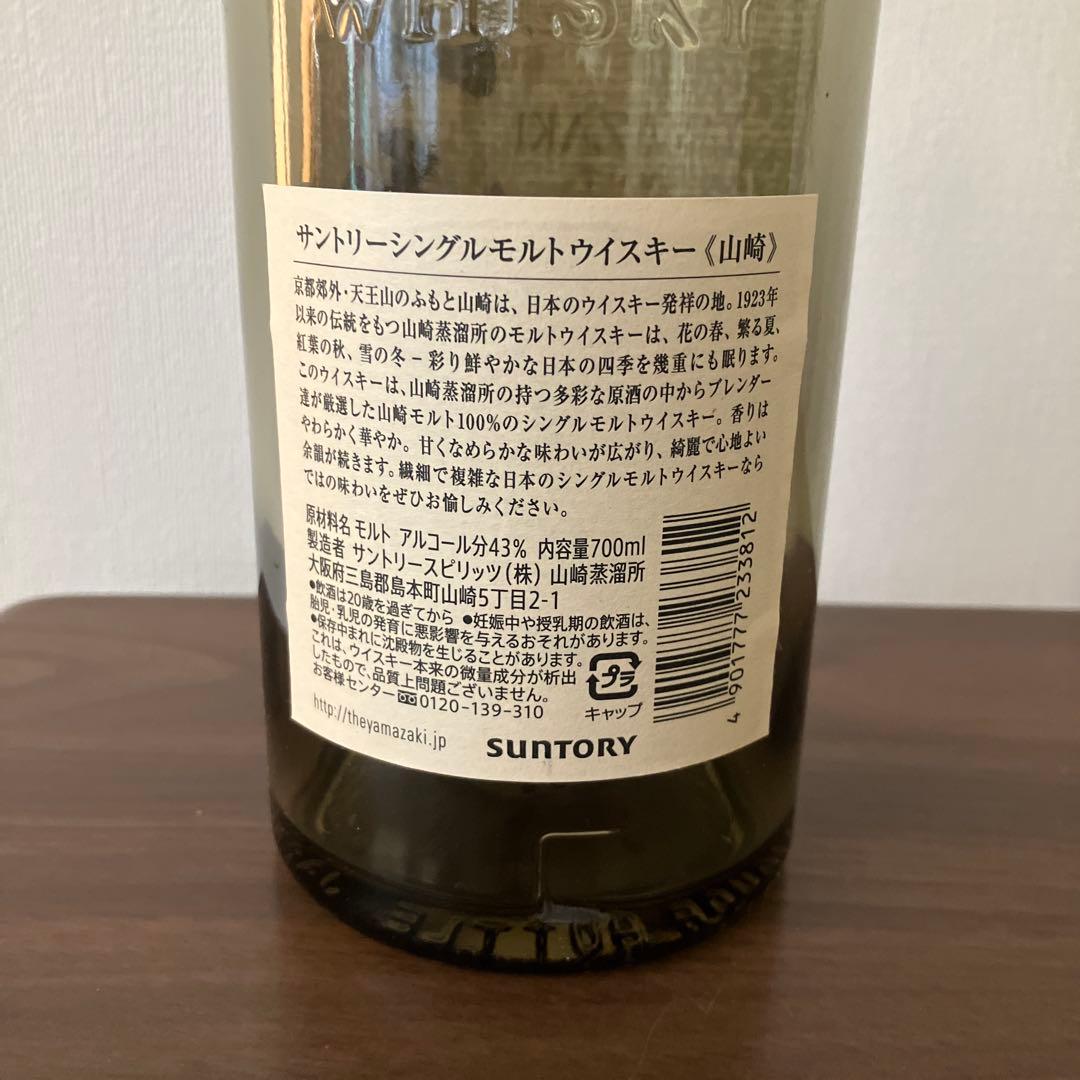 WHISKY
サントリーシングルモルトウイスキー《山崎》
京都郊外・天王山のふもと山崎は、日本のウイスキー発祥の地。1923年
以来の伝統をもつ山崎蒸溜所のモルトウイスキーは、花の春、繁る夏、
紅葉の秋、雪の冬－彩り鮮やかな日本の四季を幾重にも眠ります。
このウイスキーは、山崎蒸溜所の持つ多彩な原酒の中からブレンダー
達が厳選した山崎モルト100%のシングルモルトウイスキー。香りは
やわらかく華やか。甘くなめらかな味わいが広がり、綺麗で心地よい
余韻が続きます。繊細で複雑な日本のシングルモルトウイスキーなら
ではの味わいをぜひお愉しみください。
原材料名 モルト アルコール分43% 内容量700ml
製造者 サントリースピリッツ(株) 山崎蒸溜所
大阪府三島郡島本町山崎5丁目2-1
●飲酒は20歳を過ぎてから ●妊娠中や授乳期の飲酒は、
胎児・乳児の発育に悪影響を与えるおそれがあります。
●保存中まれに沈殿物を生じることがあります。
これは、ウイスキー本来の微量成分が析出
したもので、品質上問題ございません。
お客様センター 0120-139-310
http://theyamazaki.jp
プラ
キャップ
SUNTORY
4 901777 233812